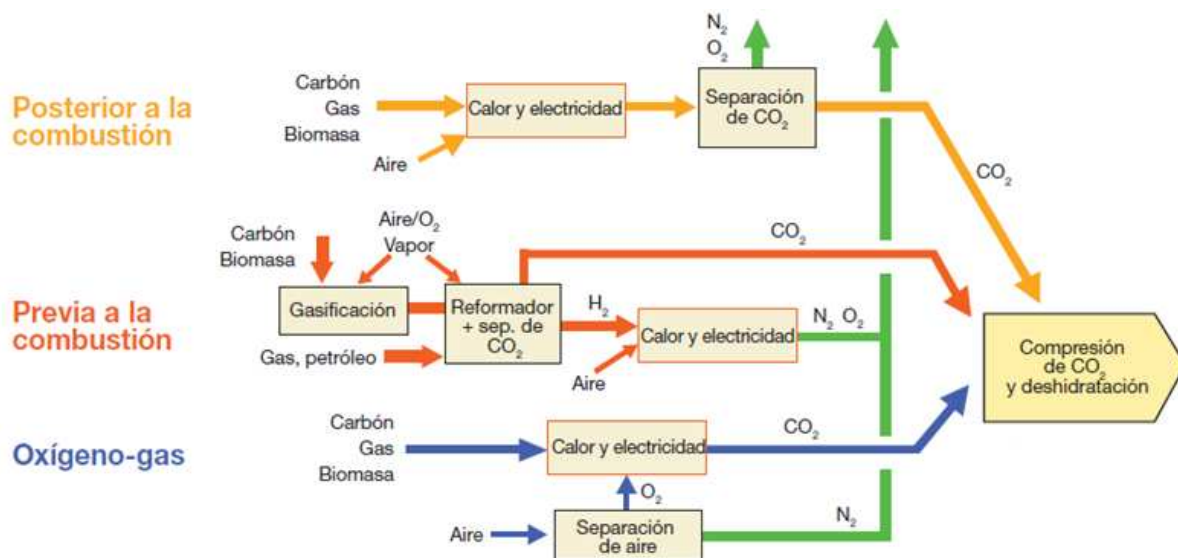 N₂
O₂
Posterior a la
combustión
Carbón
Gas
Biomasa
Aire
Calor y electricidad
Separación
de CO₂
CO₂
Previa a la
combustión
Carbón
Biomasa
Aire/O₂
Vapor
Gasificación
Gas, petróleo
Reformador
+ sep. de
CO₂
CO₂
H₂
Aire
Calor y electricidad
N₂ O₂
Compresión
de CO₂
y deshidratación
Oxígeno-gas
Carbón
Gas
Biomasa
Calor y electricidad
CO₂
O₂
Aire
Separación
de aire
N₂